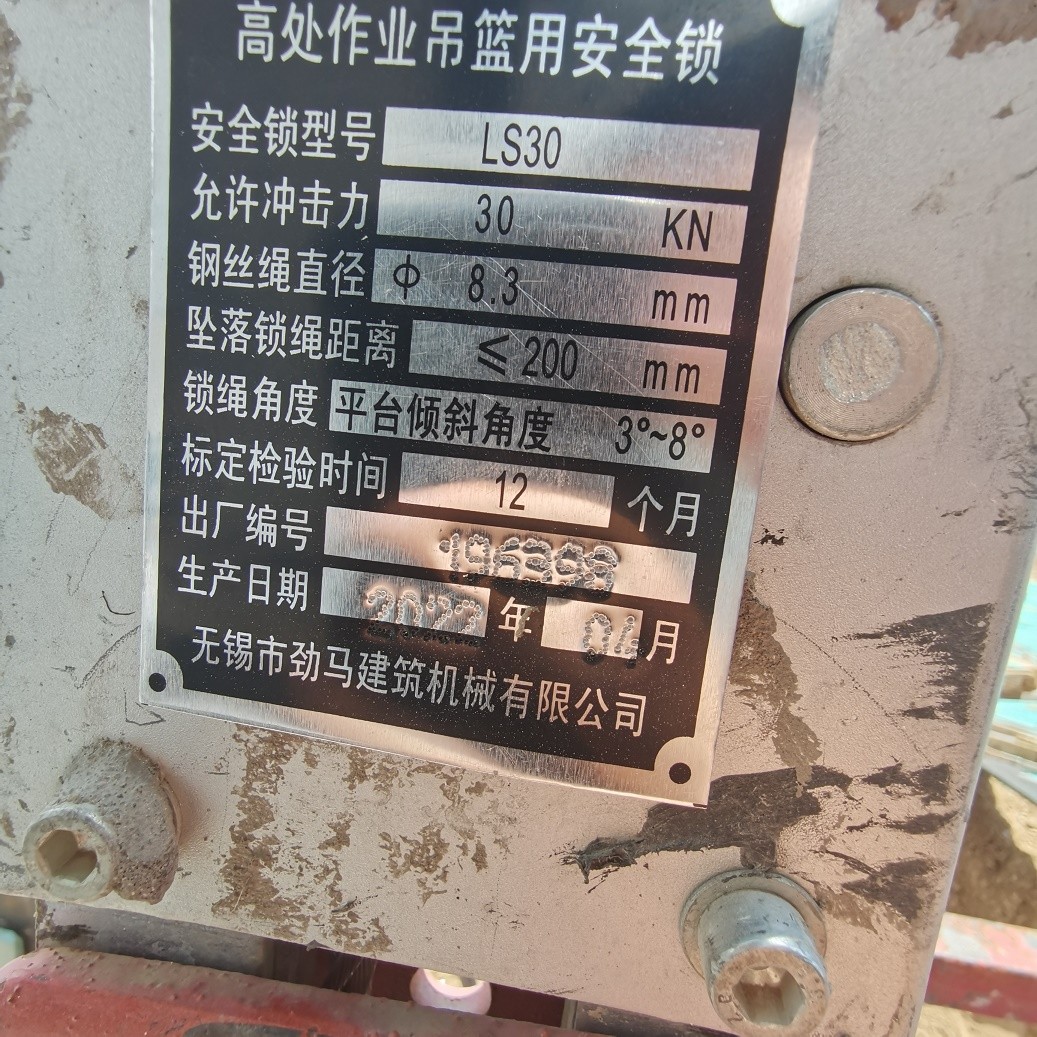 高处作业吊篮用安全锁
安全锁型号 LS30
允许冲击力 30 KN
钢丝绳直径 ф 8.3 mm
坠落锁绳距离 ≤200 mm
锁绳角度 平台倾斜角度 3°~8°
标定检验时间 12 个月
出厂编号 196398
生产日期 2022 年 04 月
无锡市劲马建筑机械有限公司